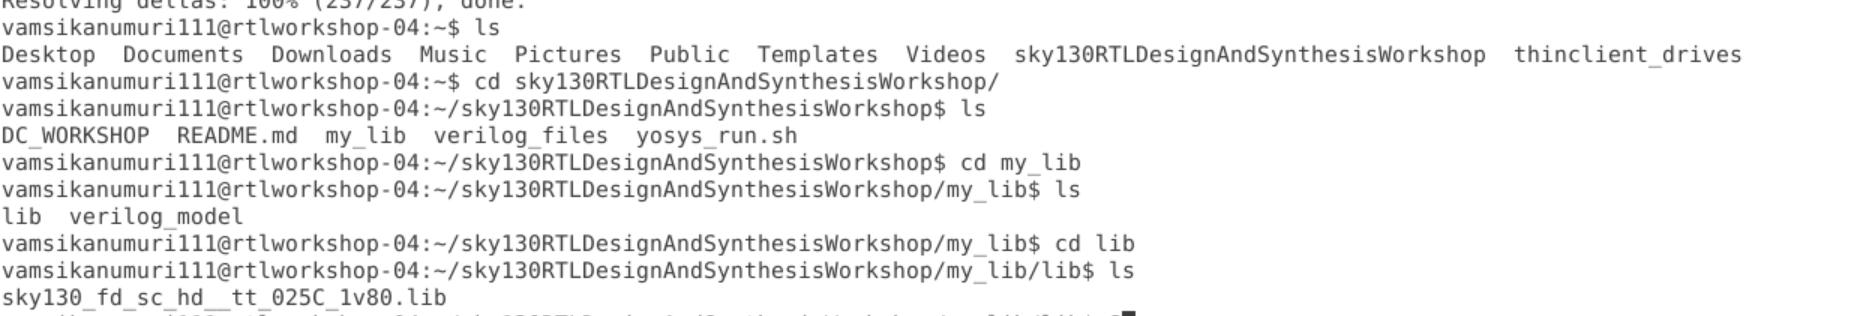 Resolving deltas: 100% (237/237), done.
vamsikanumuri111@rtlworkshop-04:~$ ls
Desktop  Documents  Downloads  Music  Pictures  Public  Templates  Videos  sky130RTLDesignAndSynthesisWorkshop  thinclient_drives
vamsikanumuri111@rtlworkshop-04:~$ cd sky130RTLDesignAndSynthesisWorkshop/
vamsikanumuri111@rtlworkshop-04:~/sky130RTLDesignAndSynthesisWorkshop$ ls
DC_WORKSHOP  README.md  my_lib  verilog_files  yosys_run.sh
vamsikanumuri111@rtlworkshop-04:~/sky130RTLDesignAndSynthesisWorkshop$ cd my_lib
vamsikanumuri111@rtlworkshop-04:~/sky130RTLDesignAndSynthesisWorkshop/my_lib$ ls
lib  verilog_model
vamsikanumuri111@rtlworkshop-04:~/sky130RTLDesignAndSynthesisWorkshop/my_lib$ cd lib
vamsikanumuri111@rtlworkshop-04:~/sky130RTLDesignAndSynthesisWorkshop/my_lib/lib$ ls
sky130_fd_sc_hd__tt_025C_1v80.lib